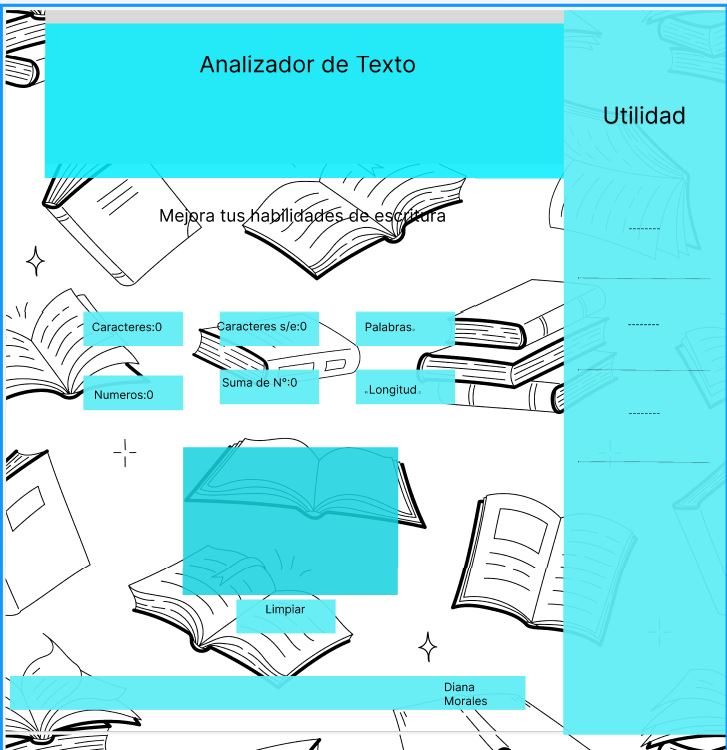 Analizador de Texto
Utilidad
Mejora tus habilidades de escritura
Caracteres:0
Caracteres s/e:0
Palabras.
Numeros:0
Suma de N°:0
.Longitud.
Limpiar
Diana
Morales